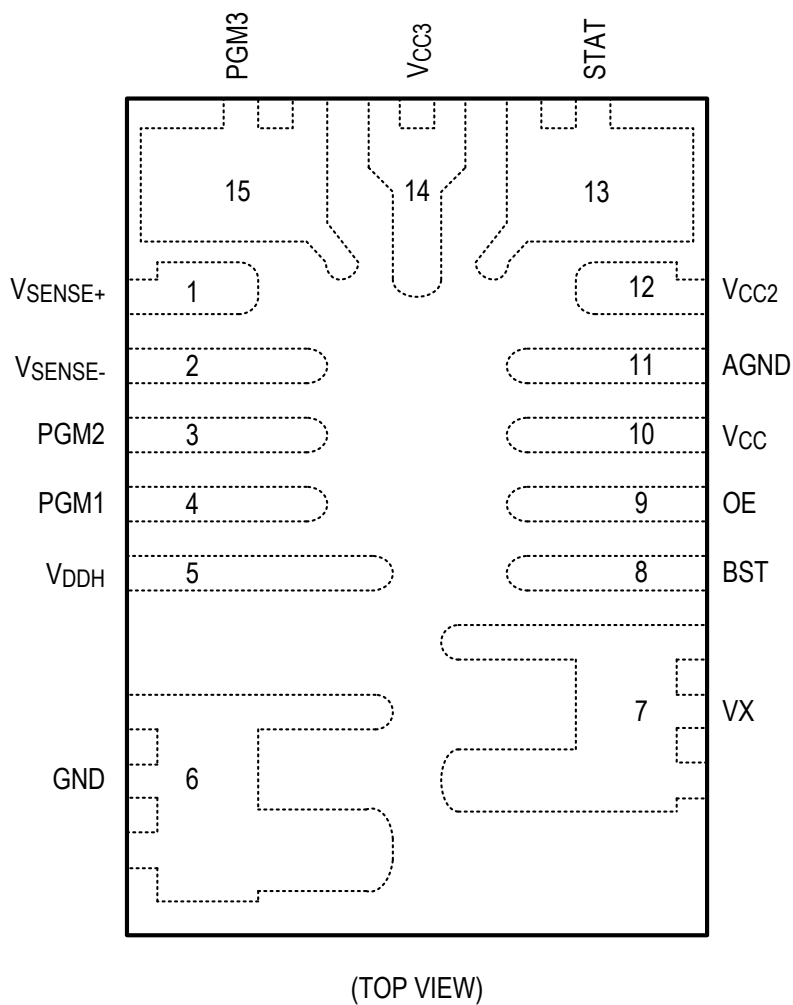 PGM3 VCC3 STAT
15 14 13
VSENSE+ 1 12 VCC2
VSENSE- 2 11 AGND
PGM2 3 10 VCC
PGM1 4 9 OE
VDDH 5 8 BST
7 VX
GND 6
(TOP VIEW)